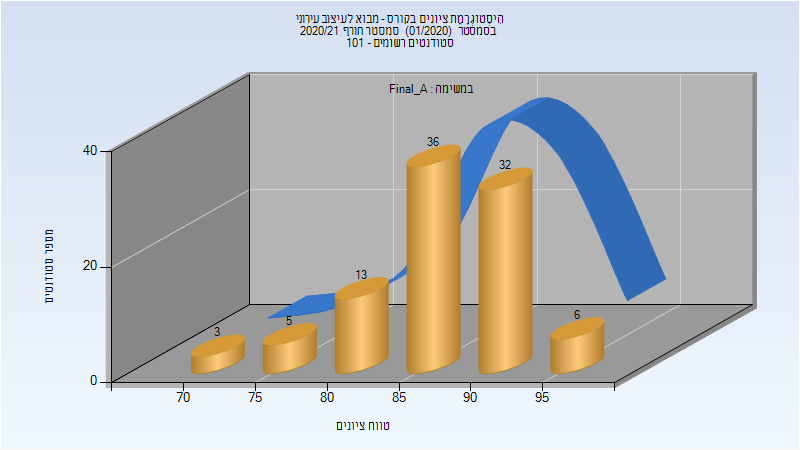 היסטוגרמת ציונים בקורס - מבוא לעיצוב עירוני
בסמסטר (01/2020) סמסטר חורף 2020/21
סטודנטים רשומים - 101
במשימה : Final_A
מספר סטודנטים
40
20
0
3
5
13
36
32
6
70
75
80
85
90
95
טווח ציונים